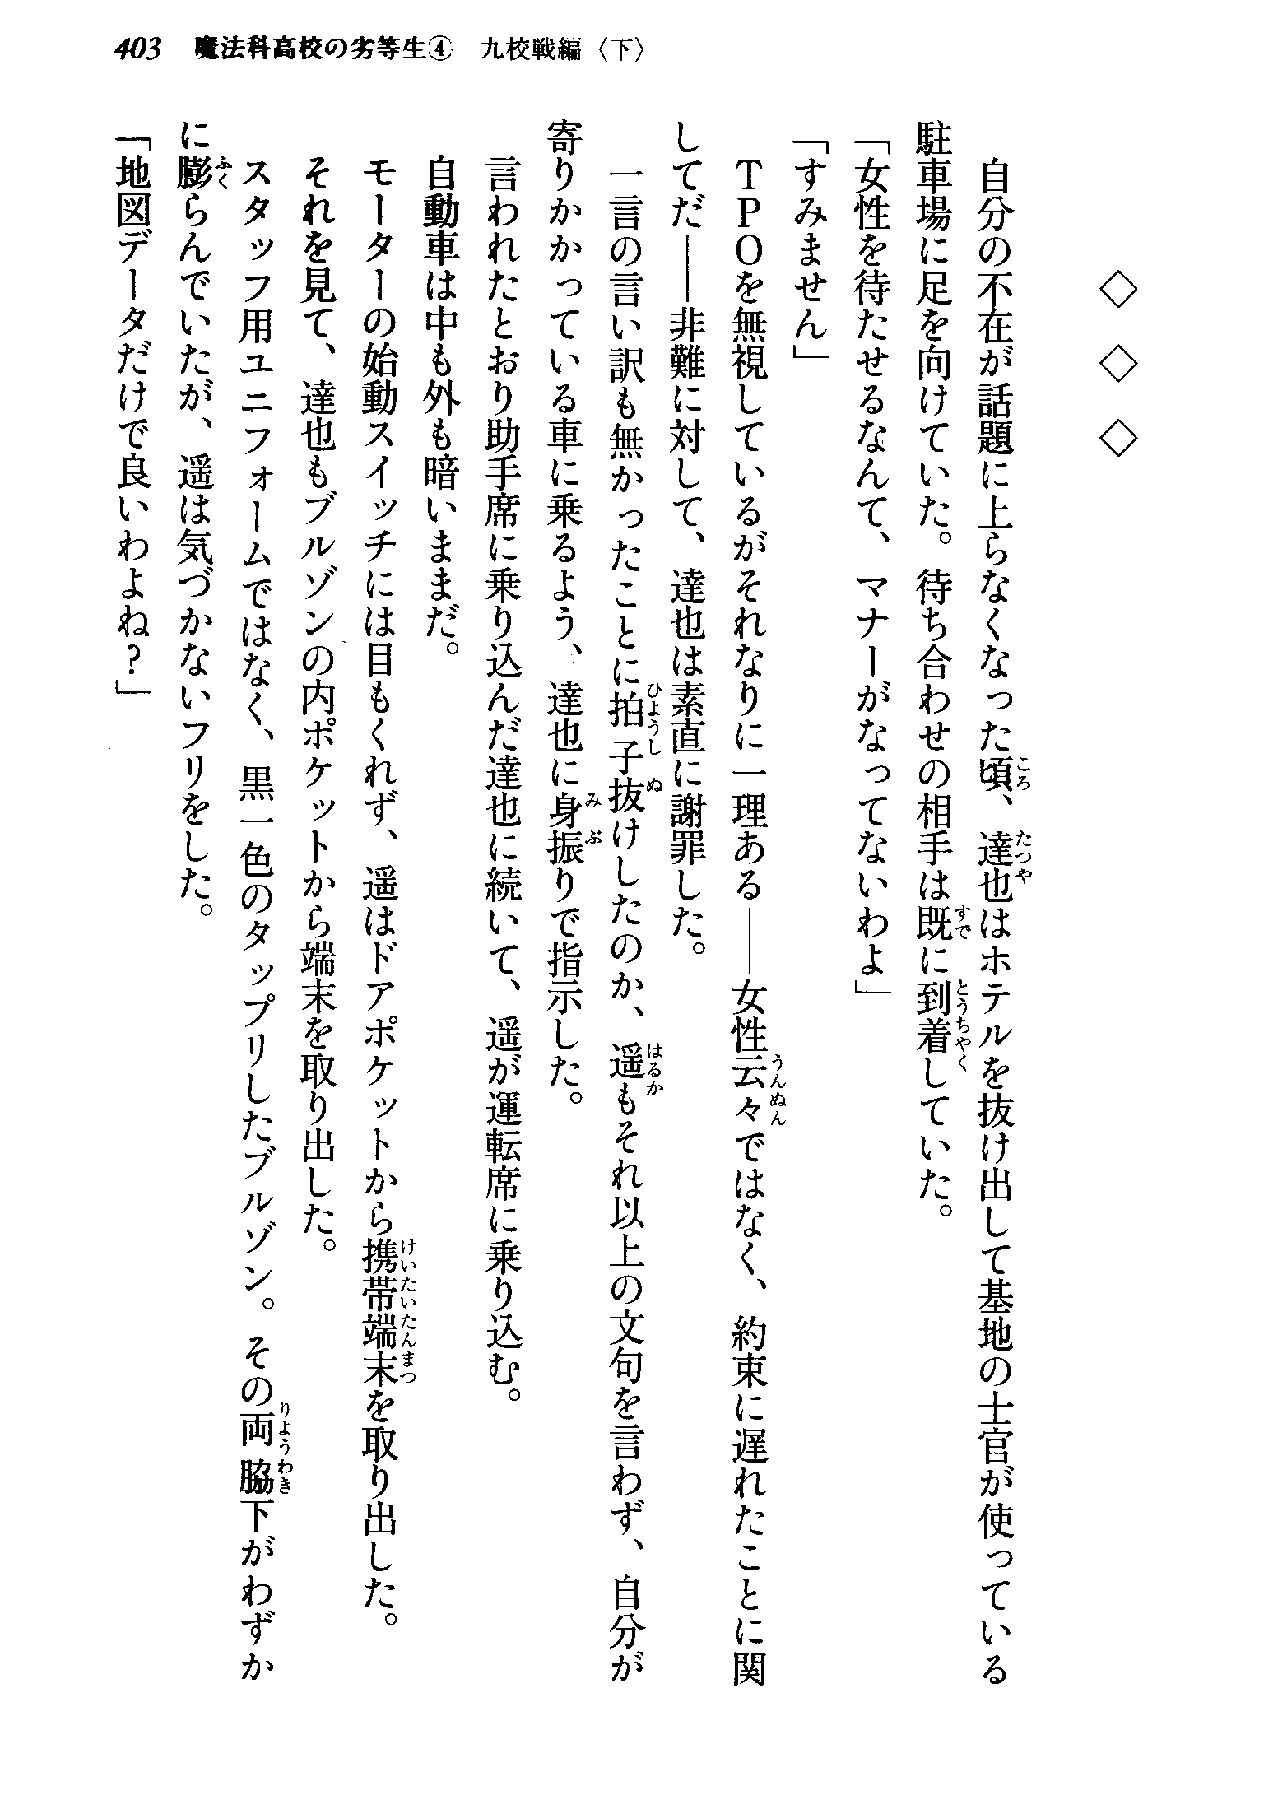 403 魔法科高校の劣等生④ 九校戦編〈下〉
◇ ◇ ◇
自分の不在が話題に上らなくなった頃、達也はホテルを抜け出して基地の士官が使っている
駐車場に足を向けていた。待ち合わせの相手は既に到着していた。
「女性を待たせるなんて、マナーがなってないわよ」
「すみません」
ＴＰＯを無視しているがそれなりに一理ある――女性云々ではなく、約束に遅れたことに関
してだ――非難に対して、達也は素直に謝罪した。
一言の言い訳も無かったことに拍子抜けしたのか、遥もそれ以上の文句を言わず、自分が
寄りかかっている車に乗るよう、達也に身振りで指示した。
言われたとおり助手席に乗り込んだ達也に続いて、遥が運転席に乗り込む。
自動車は中も外も暗いままだ。
モーターの始動スイッチには目もくれず、遥はドアポケットから携帯端末を取り出した。
それを見て、達也もブルゾンの内ポケットから端末を取り出した。
スタッフ用ユニフォームではなく、黒一色のタップリしたブルゾン。その両脇下がわずか
に膨らんでいたが、遥は気づかないフリをした。
「地図データだけで良いわよね？」